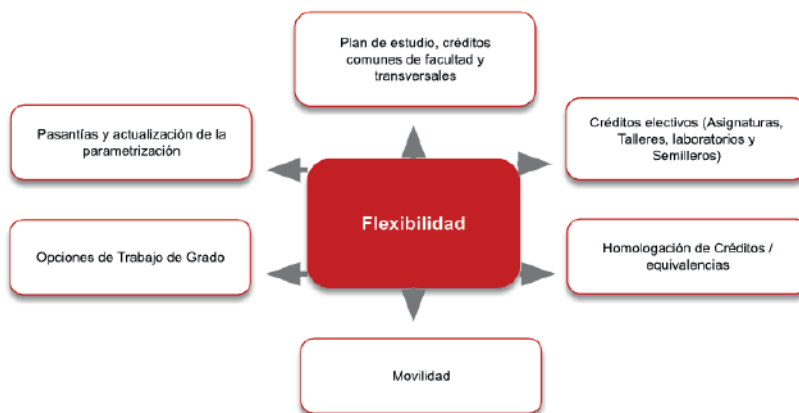 Plan de estudio, créditos
comunes de facultad y
transversales
Pasantías y actualización de la
parametrización
Créditos electivos (Asignaturas,
Talleres, laboratorios y
Semilleros)
Flexibilidad
Opciones de Trabajo de Grado
Homologación de Créditos /
equivalencias
Movilidad